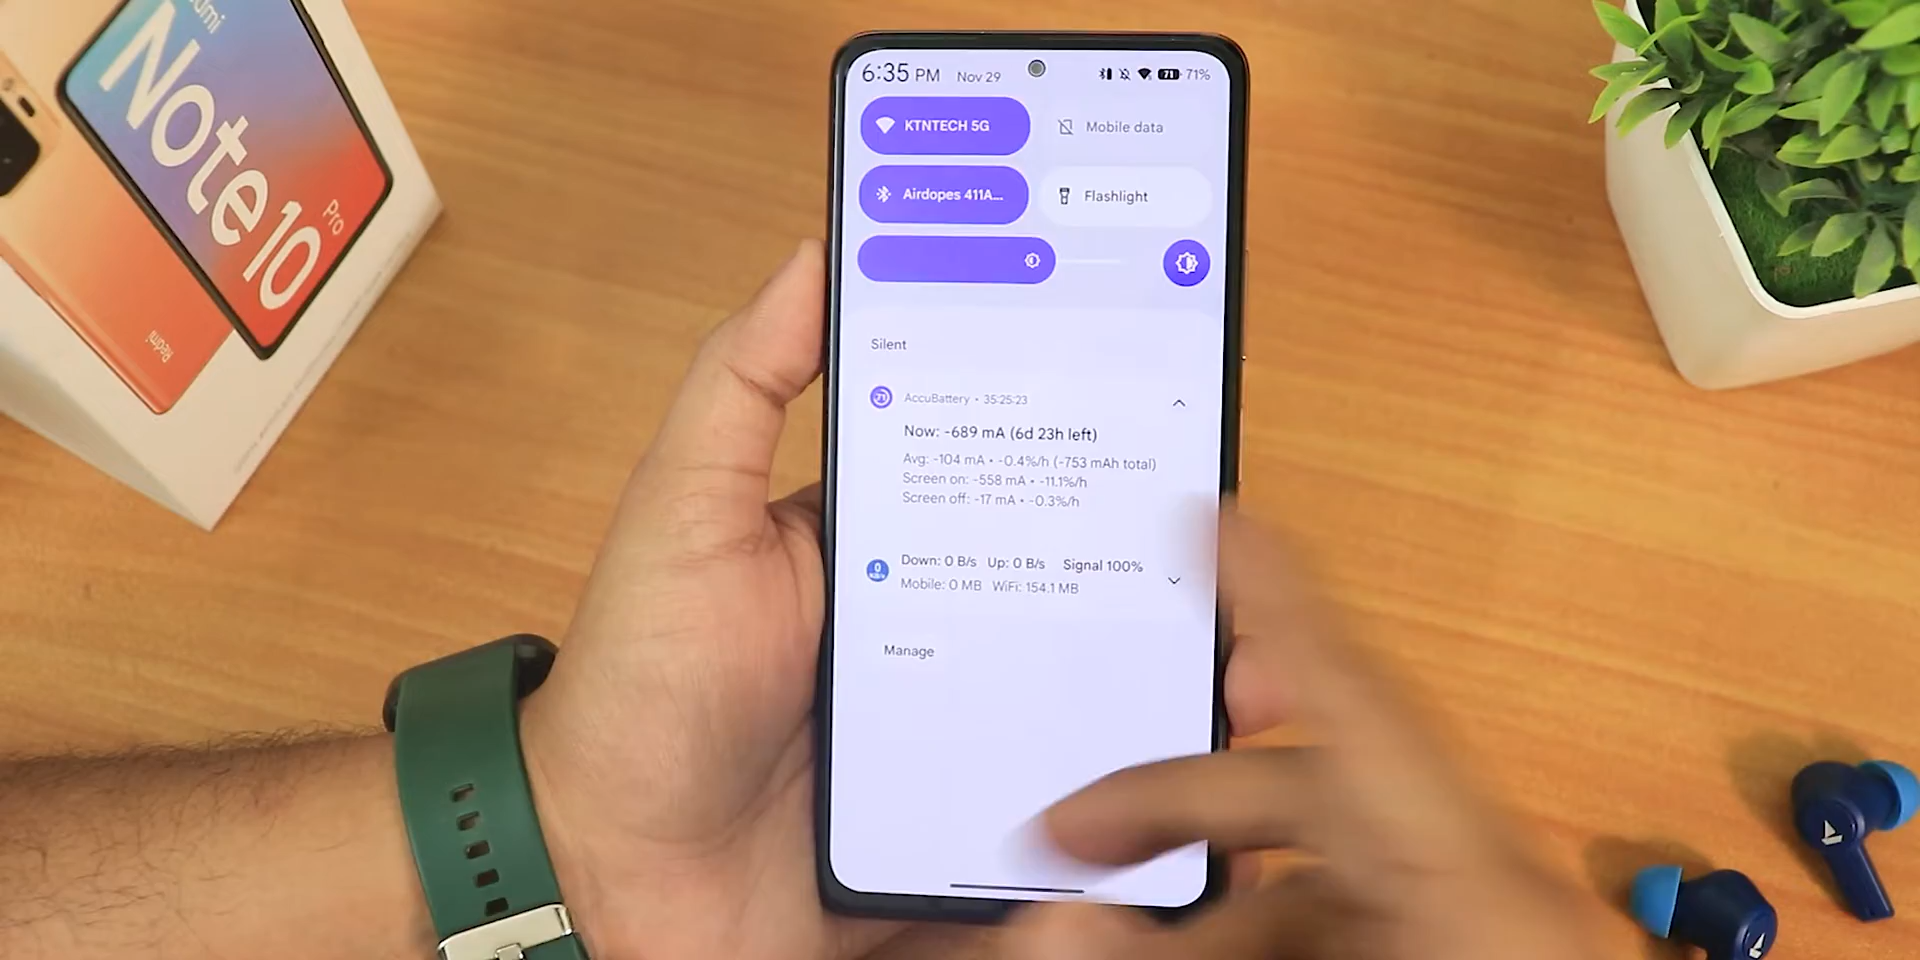 Note 10
Pro
Redmi
6:35 PM Nov 29
71 71%
KTNTECH 5G
Mobile data
Airdopes 411A...
Flashlight
Silent
AccuBattery • 35:25:23
Now: -689 mA (6d 23h left)
Avg: -104 mA • -0.4%/h (-753 mAh total)
Screen on: -558 mA • -11.1%/h
Screen off: -17 mA • -0.3%/h
Down: 0 B/s Up: 0 B/s Signal 100%
Mobile: 0 MB WiFi: 154.1 MB
Manage